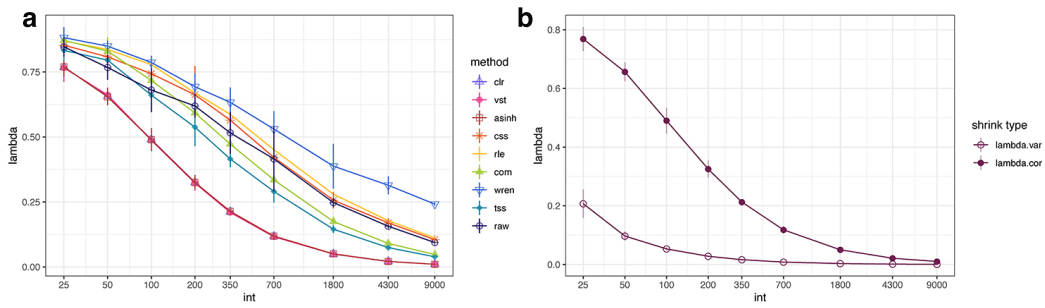 a
lambda
0.75
0.50
0.25
0.00
25 50 100 200 350 700 1800 4300 9000
int
method
clr
vst
asinh
css
rle
com
wren
tss
raw
b
lambda
0.8
0.6
0.4
0.2
0.0
25 50 100 200 350 700 1800 4300 9000
int
shrink type
lambda.var
lambda.cor